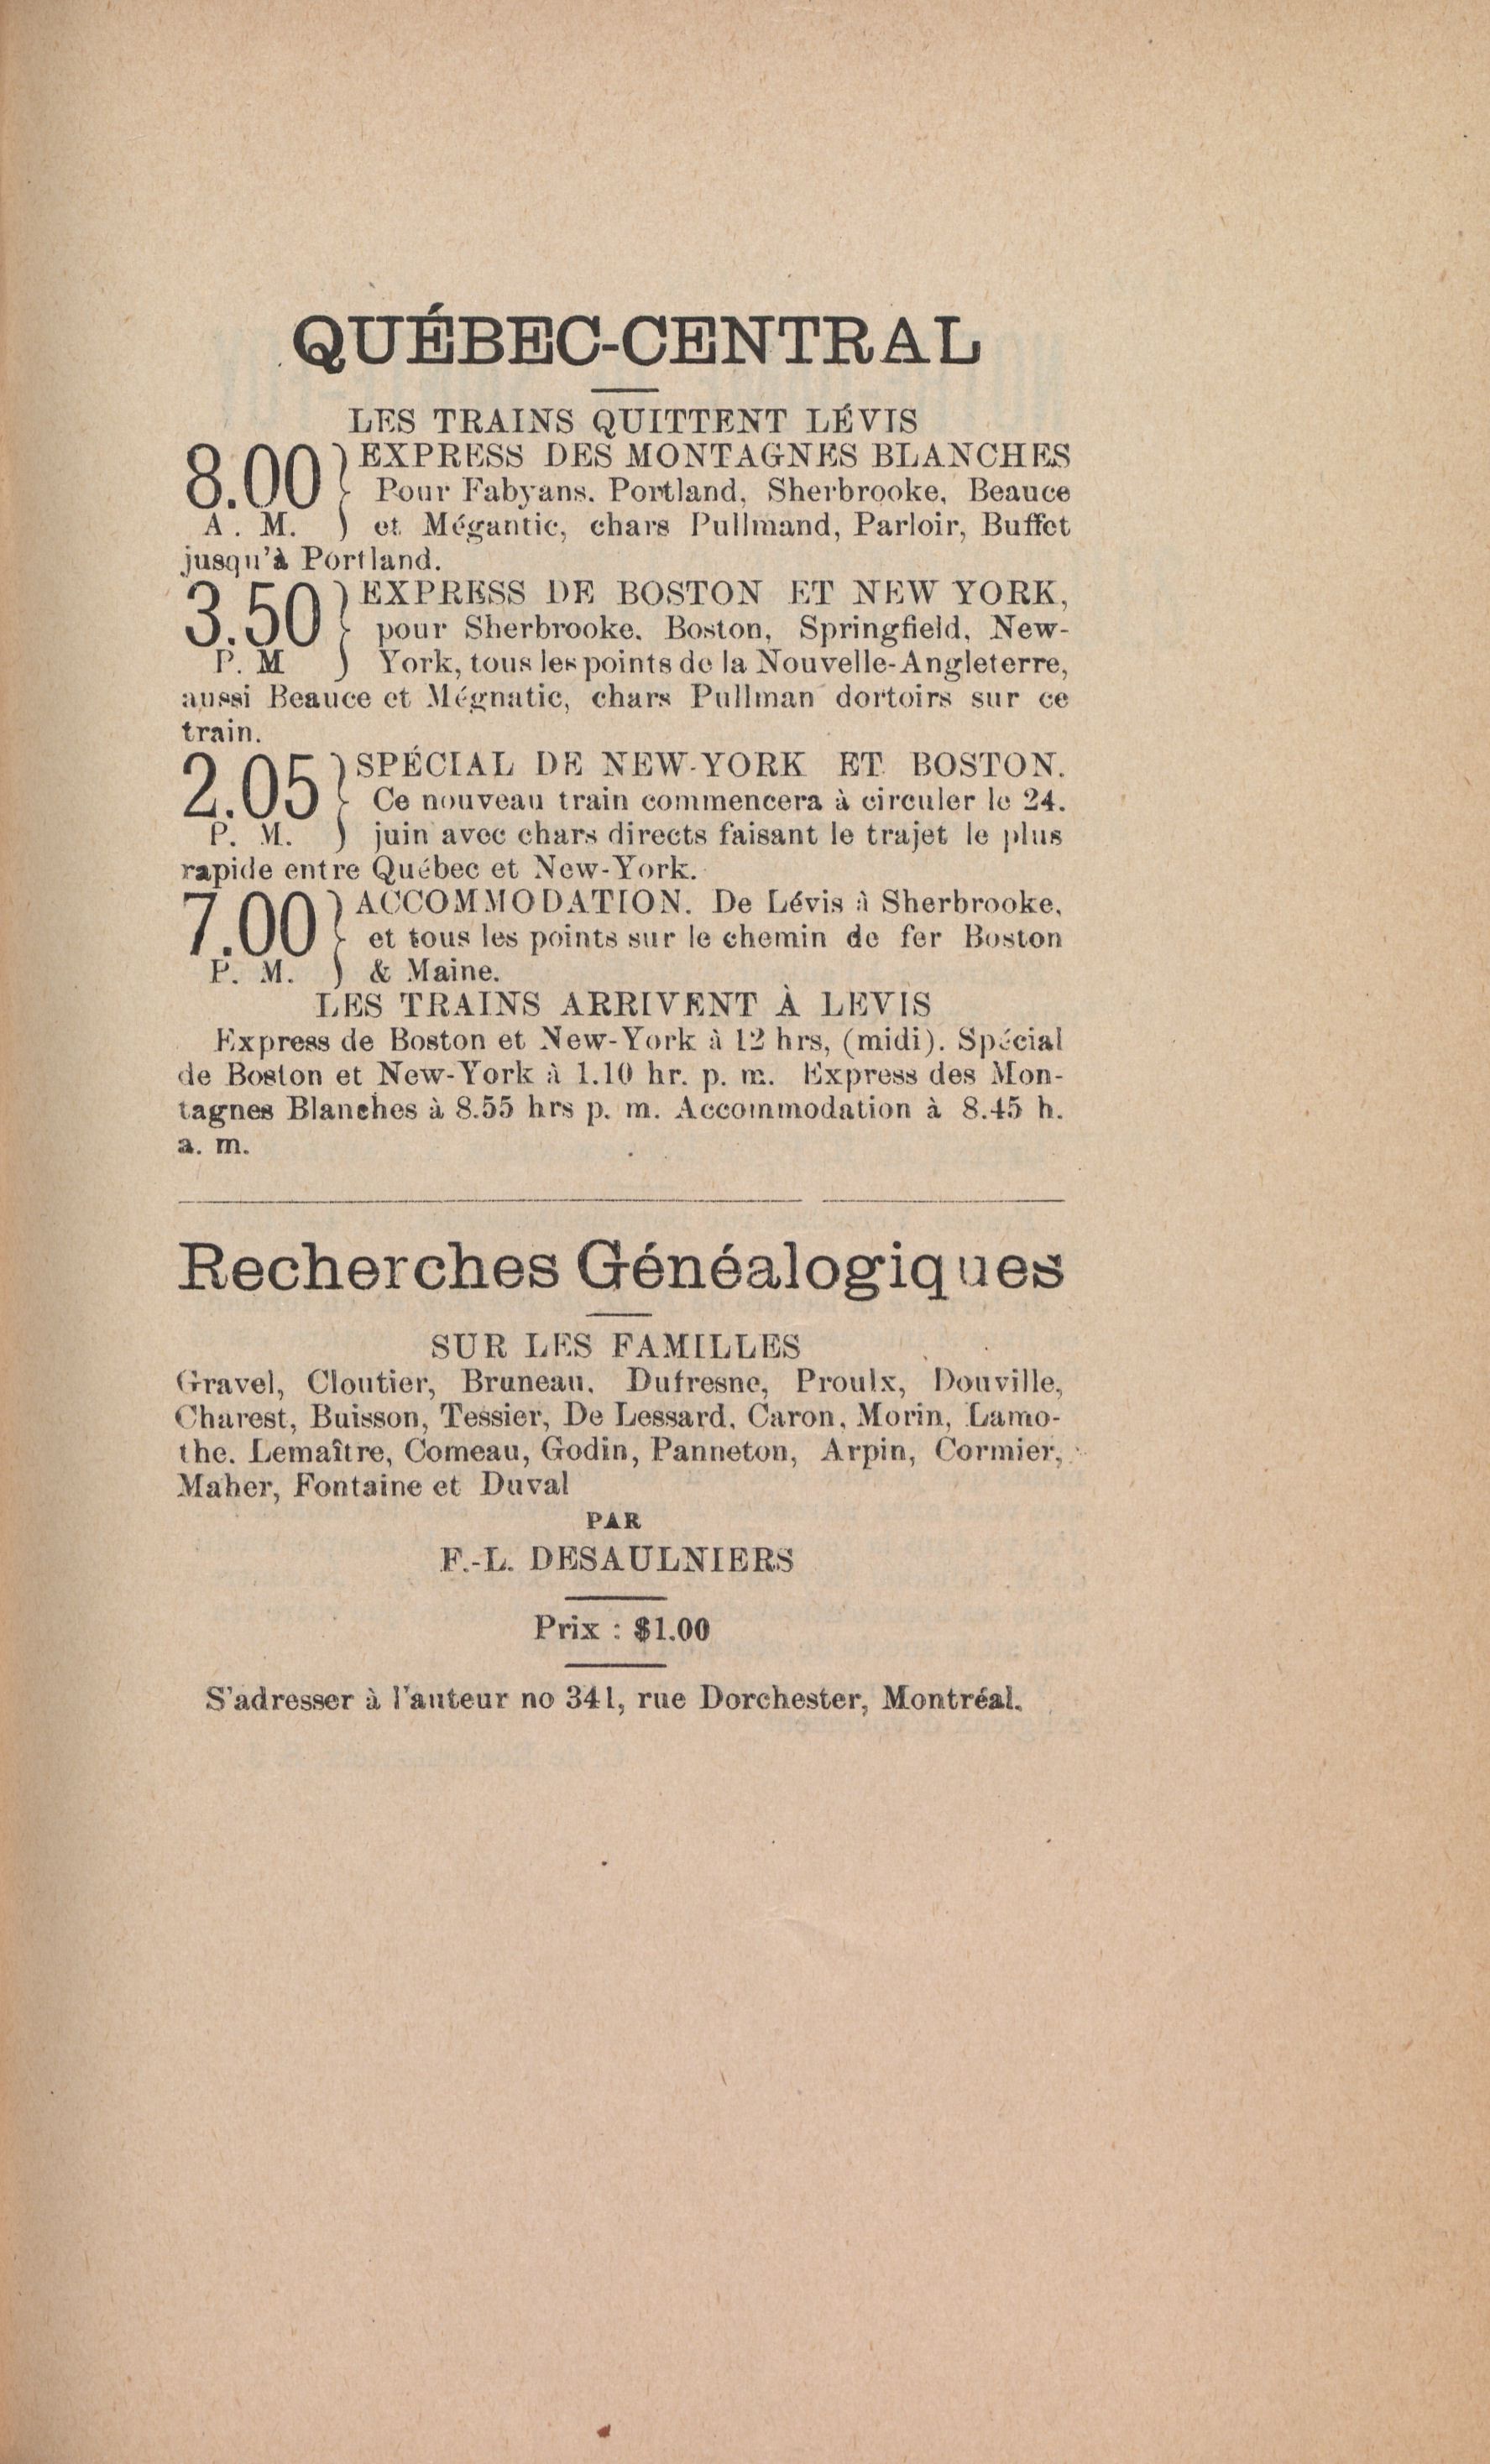 QUÉBEC-CENTRAL
LES TRAINS QUITTENT LÉVIS
8.00 A. M. } EXPRESS DES MONTAGNES BLANCHES
Pour Fabyans. Portland, Sherbrooke, Beauce
et Mégantic, chars Pullmand, Parloir, Buffet
jusqu'à Portland.
3.50 P. M } EXPRESS DE BOSTON ET NEW YORK,
pour Sherbrooke. Boston, Springfield, New-
York, tous les points de la Nouvelle-Angleterre,
aussi Beauce et Mégnatic, chars Pullman dortoirs sur ce
train.
2.05 P. M. } SPÉCIAL DE NEW-YORK ET BOSTON.
Ce nouveau train commencera à circuler le 24.
juin avec chars directs faisant le trajet le plus
rapide entre Québec et New-York.
7.00 P. M. } ACCOMMODATION. De Lévis à Sherbrooke,
et tous les points sur le chemin de fer Boston
& Maine.
LES TRAINS ARRIVENT À LEVIS
Express de Boston et New-York à 12 hrs, (midi). Spécial
de Boston et New-York à 1.10 hr. p. m. Express des Mon-
tagnes Blanehes à 8.55 hrs p. m. Accommodation à 8.45 h.
a. m.
Recherches Généalogiques
SUR LES FAMILLES
Gravel, Cloutier, Bruneau. Dufresne, Proulx, Douville,
Charest, Buisson, Tessier, De Lessard, Caron, Morin, Lamo-
the. Lemaître, Comeau, Godin, Panneton, Arpin, Cormier,
Maher, Fontaine et Duval
PAR
F.-L. DESAULNIERS
Prix : $1.00
S'adresser à l'auteur no 341, rue Dorchester, Montréal.